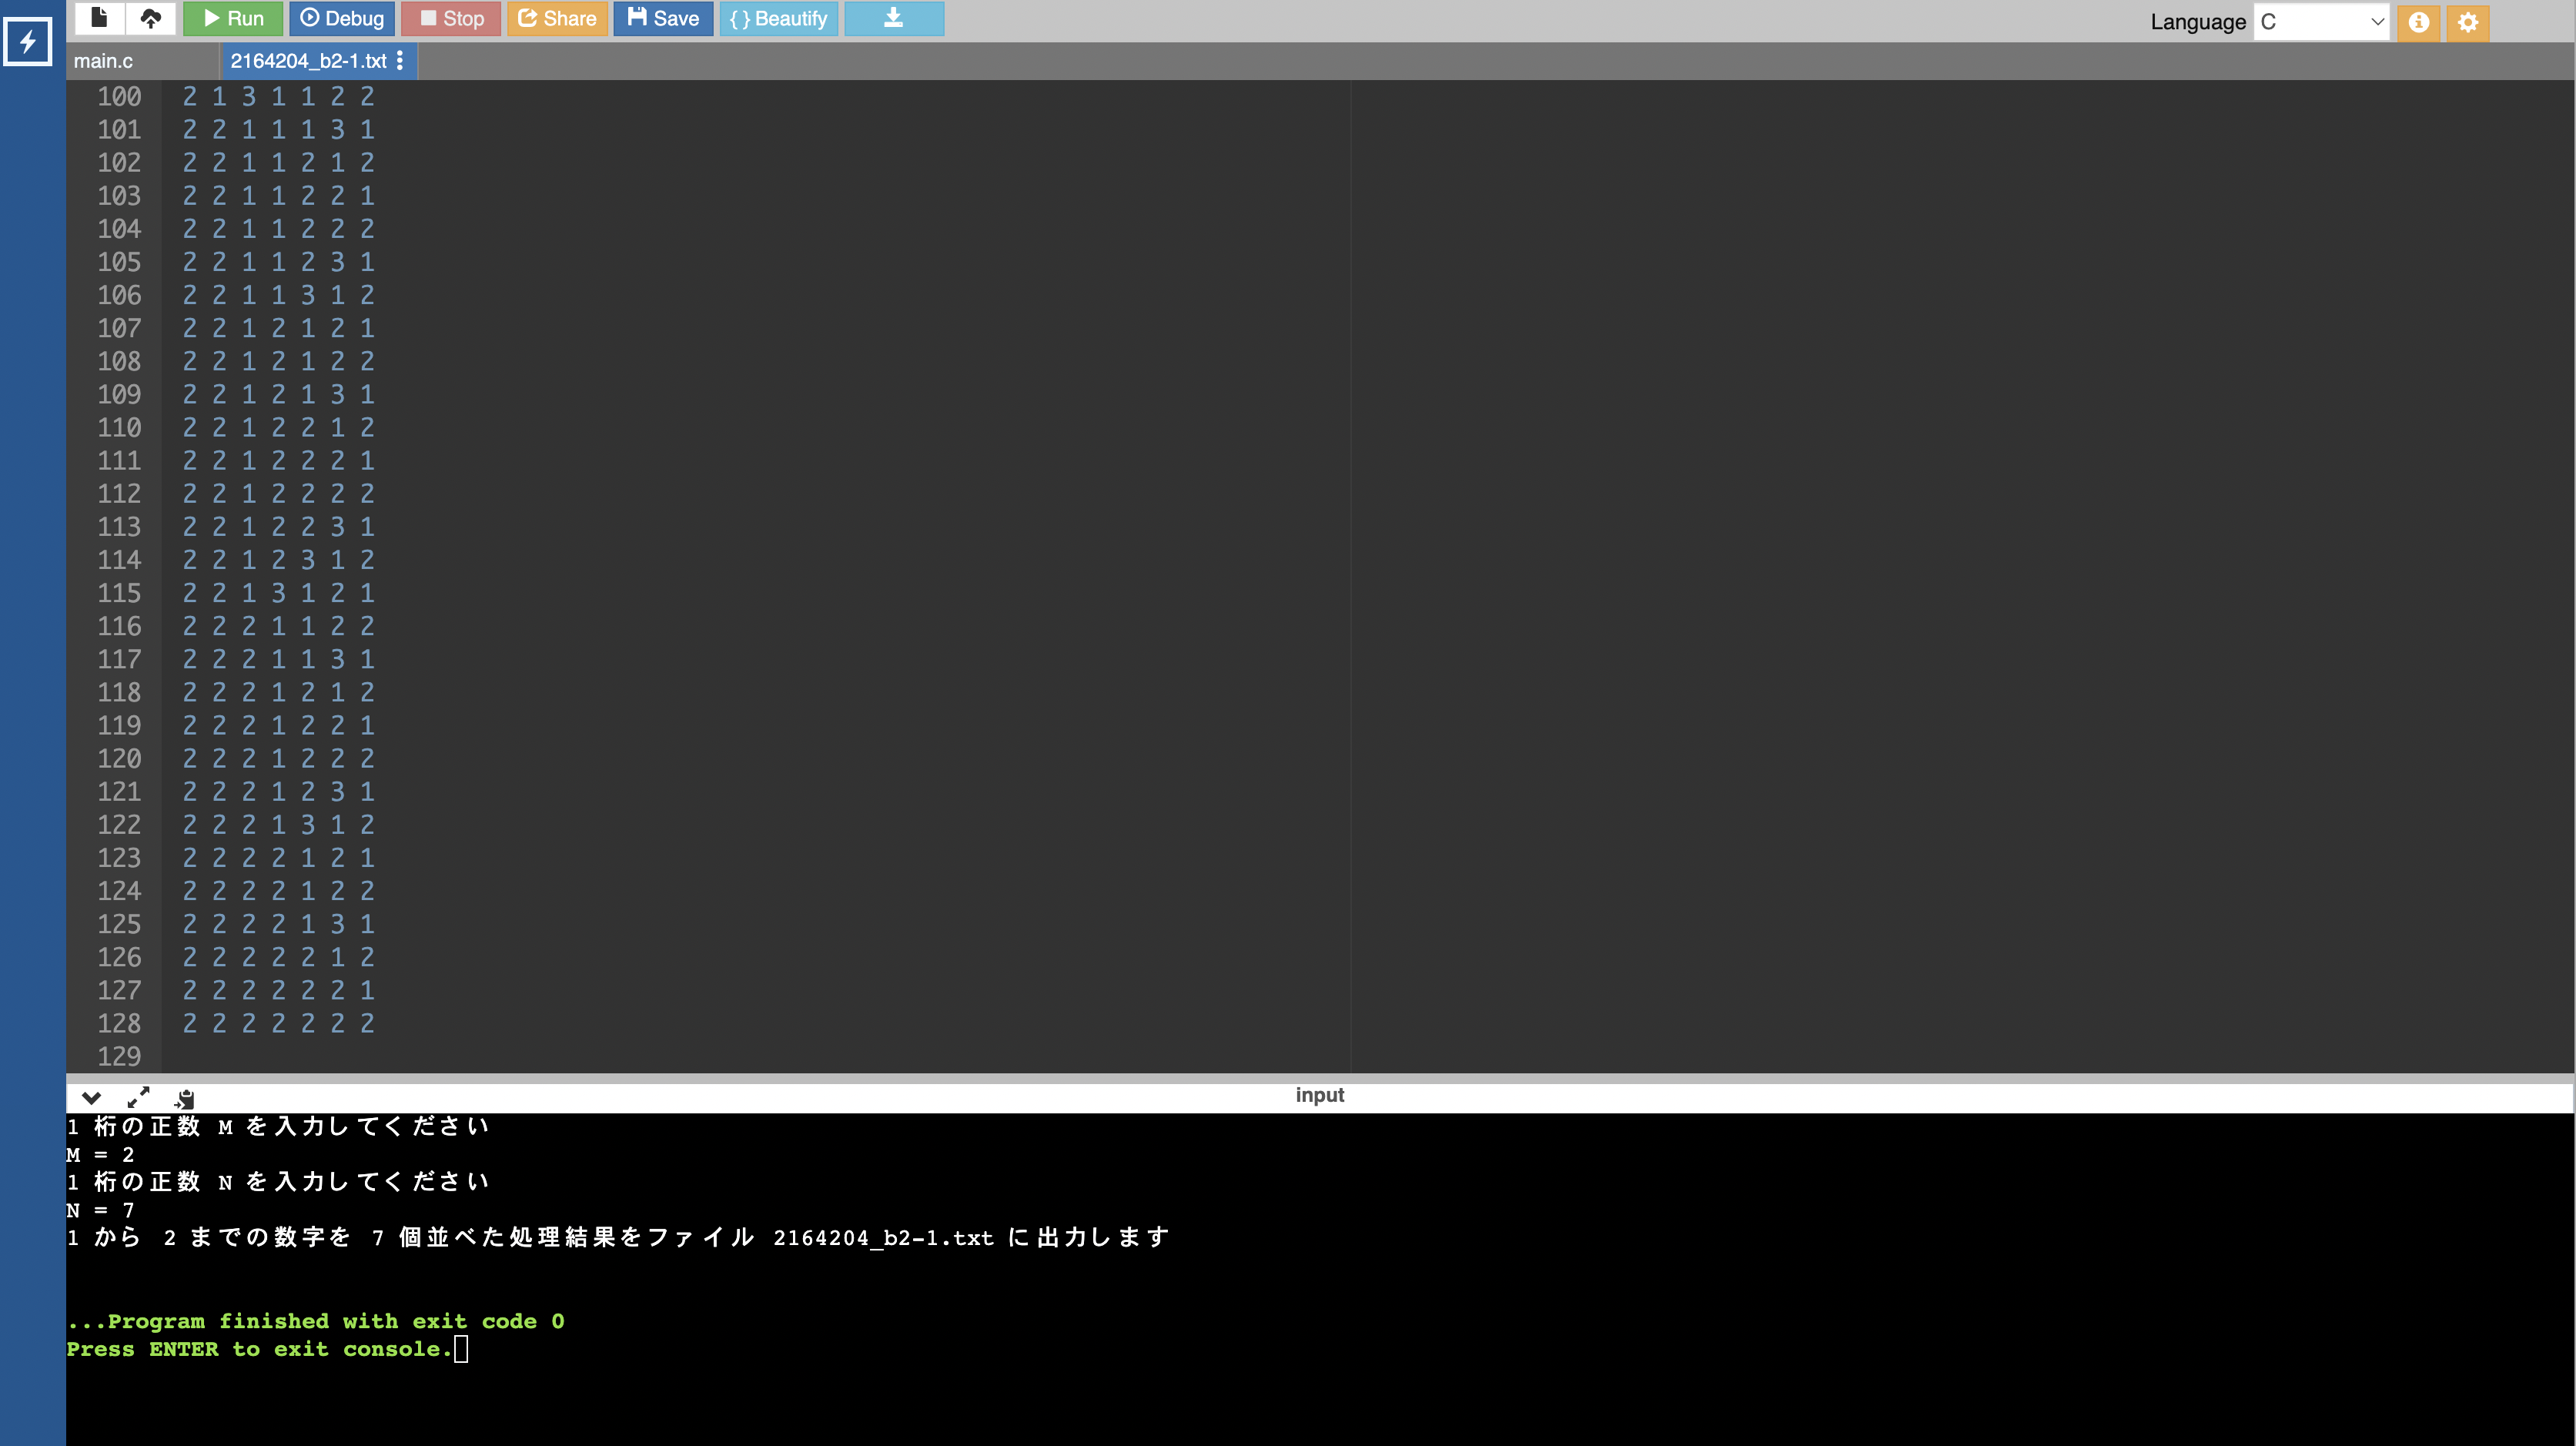 Run Debug Stop Share Save { } Beautify Language C
main.c 2164204_b2-1.txt
100 2 1 3 1 1 2 2
101 2 2 1 1 1 3 1
102 2 2 1 1 2 1 2
103 2 2 1 1 2 2 1
104 2 2 1 1 2 2 2
105 2 2 1 1 2 3 1
106 2 2 1 1 3 1 2
107 2 2 1 2 1 2 1
108 2 2 1 2 1 2 2
109 2 2 1 2 1 3 1
110 2 2 1 2 2 1 2
111 2 2 1 2 2 2 1
112 2 2 1 2 2 2 2
113 2 2 1 2 2 3 1
114 2 2 1 2 3 1 2
115 2 2 1 3 1 2 1
116 2 2 2 1 1 2 2
117 2 2 2 1 1 3 1
118 2 2 2 1 2 1 2
119 2 2 2 1 2 2 1
120 2 2 2 1 2 2 2
121 2 2 2 1 2 3 1
122 2 2 2 1 3 1 2
123 2 2 2 2 1 2 1
124 2 2 2 2 1 2 2
125 2 2 2 2 1 3 1
126 2 2 2 2 2 1 2
127 2 2 2 2 2 2 1
128 2 2 2 2 2 2 2
129
input
1 桁の正数 M を入力してください
M = 2
1 桁の正数 N を入力してください
N = 7
1 から 2 までの数字を 7 個並べた処理結果をファイル 2164204_b2-1.txt に出力します
...Program finished with exit code 0
Press ENTER to exit console.